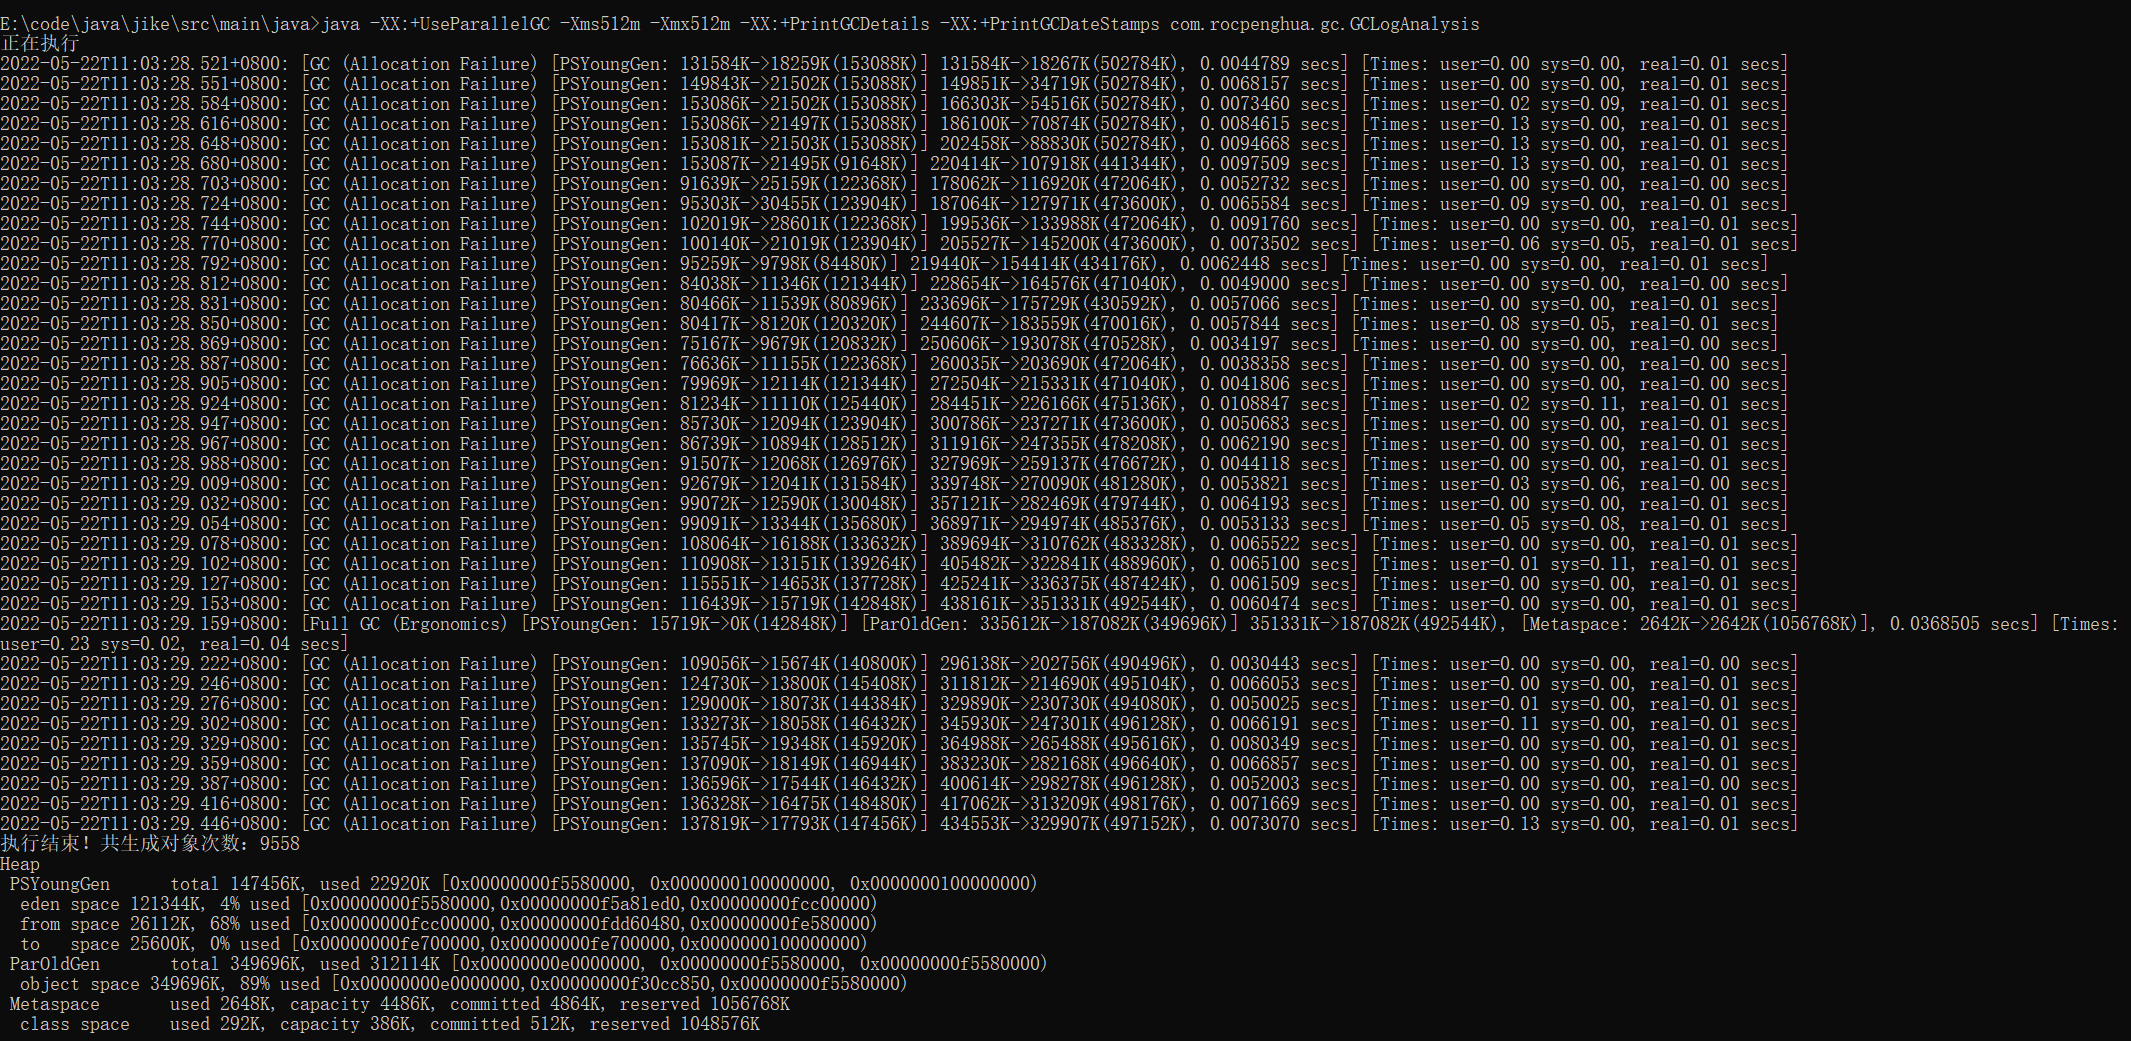 E:\code\java\jike\src\main\java>java -XX:+UseParallelGC -Xms512m -Xmx512m -XX:+PrintGCDetails -XX:+PrintGCDateStamps com.rocpenghua.gc.GCLogAnalysis
正在执行
2022-05-22T11:03:28.521+0800: [GC (Allocation Failure) [PSYoungGen: 131584K->18259K(153088K)] 131584K->18267K(502784K), 0.0044789 secs] [Times: user=0.00 sys=0.00, real=0.01 secs]
2022-05-22T11:03:28.551+0800: [GC (Allocation Failure) [PSYoungGen: 149843K->21502K(153088K)] 149851K->34719K(502784K), 0.0068157 secs] [Times: user=0.00 sys=0.00, real=0.01 secs]
2022-05-22T11:03:28.584+0800: [GC (Allocation Failure) [PSYoungGen: 153086K->21502K(153088K)] 166303K->54516K(502784K), 0.0073460 secs] [Times: user=0.02 sys=0.09, real=0.01 secs]
2022-05-22T11:03:28.616+0800: [GC (Allocation Failure) [PSYoungGen: 153086K->21497K(153088K)] 186100K->70874K(502784K), 0.0084615 secs] [Times: user=0.13 sys=0.00, real=0.01 secs]
2022-05-22T11:03:28.648+0800: [GC (Allocation Failure) [PSYoungGen: 153081K->21503K(153088K)] 202458K->88830K(502784K), 0.0094668 secs] [Times: user=0.13 sys=0.00, real=0.01 secs]
2022-05-22T11:03:28.680+0800: [GC (Allocation Failure) [PSYoungGen: 153087K->21495K(91648K)] 220414K->107918K(441344K), 0.0097509 secs] [Times: user=0.13 sys=0.00, real=0.01 secs]
2022-05-22T11:03:28.703+0800: [GC (Allocation Failure) [PSYoungGen: 91639K->25159K(122368K)] 178062K->116920K(472064K), 0.0052732 secs] [Times: user=0.00 sys=0.00, real=0.00 secs]
2022-05-22T11:03:28.724+0800: [GC (Allocation Failure) [PSYoungGen: 95303K->30455K(123904K)] 187064K->127971K(473600K), 0.0065584 secs] [Times: user=0.09 sys=0.00, real=0.01 secs]
2022-05-22T11:03:28.744+0800: [GC (Allocation Failure) [PSYoungGen: 102019K->28601K(122368K)] 199536K->133988K(472064K), 0.0091760 secs] [Times: user=0.00 sys=0.00, real=0.01 secs]
2022-05-22T11:03:28.770+0800: [GC (Allocation Failure) [PSYoungGen: 100140K->21019K(123904K)] 205527K->145200K(473600K), 0.0073502 secs] [Times: user=0.06 sys=0.05, real=0.01 secs]
2022-05-22T11:03:28.792+0800: [GC (Allocation Failure) [PSYoungGen: 95259K->9798K(84480K)] 219440K->154414K(434176K), 0.0062448 secs] [Times: user=0.00 sys=0.00, real=0.01 secs]
2022-05-22T11:03:28.812+0800: [GC (Allocation Failure) [PSYoungGen: 84038K->11346K(121344K)] 228654K->164576K(471040K), 0.0049000 secs] [Times: user=0.00 sys=0.00, real=0.00 secs]
2022-05-22T11:03:28.831+0800: [GC (Allocation Failure) [PSYoungGen: 80466K->11539K(80896K)] 233696K->175729K(430592K), 0.0057066 secs] [Times: user=0.00 sys=0.00, real=0.01 secs]
2022-05-22T11:03:28.850+0800: [GC (Allocation Failure) [PSYoungGen: 80417K->8120K(120320K)] 244607K->183559K(470016K), 0.0057844 secs] [Times: user=0.08 sys=0.05, real=0.01 secs]
2022-05-22T11:03:28.869+0800: [GC (Allocation Failure) [PSYoungGen: 75167K->9679K(120832K)] 250606K->193078K(470528K), 0.0034197 secs] [Times: user=0.00 sys=0.00, real=0.00 secs]
2022-05-22T11:03:28.887+0800: [GC (Allocation Failure) [PSYoungGen: 76636K->11155K(122368K)] 260035K->203690K(472064K), 0.0038358 secs] [Times: user=0.00 sys=0.00, real=0.00 secs]
2022-05-22T11:03:28.905+0800: [GC (Allocation Failure) [PSYoungGen: 79969K->12114K(121344K)] 272504K->215331K(471040K), 0.0041806 secs] [Times: user=0.00 sys=0.00, real=0.00 secs]
2022-05-22T11:03:28.924+0800: [GC (Allocation Failure) [PSYoungGen: 81234K->11110K(125440K)] 284451K->226166K(475136K), 0.0108847 secs] [Times: user=0.02 sys=0.11, real=0.01 secs]
2022-05-22T11:03:28.947+0800: [GC (Allocation Failure) [PSYoungGen: 85730K->12094K(123904K)] 300786K->237271K(473600K), 0.0050683 secs] [Times: user=0.00 sys=0.00, real=0.01 secs]
2022-05-22T11:03:28.967+0800: [GC (Allocation Failure) [PSYoungGen: 86739K->10894K(128512K)] 311916K->247355K(478208K), 0.0062190 secs] [Times: user=0.00 sys=0.00, real=0.01 secs]
2022-05-22T11:03:28.988+0800: [GC (Allocation Failure) [PSYoungGen: 91507K->12068K(126976K)] 327969K->259137K(476672K), 0.0044118 secs] [Times: user=0.00 sys=0.00, real=0.01 secs]
2022-05-22T11:03:29.009+0800: [GC (Allocation Failure) [PSYoungGen: 92679K->12041K(131584K)] 339748K->270090K(481280K), 0.0053821 secs] [Times: user=0.03 sys=0.06, real=0.00 secs]
2022-05-22T11:03:29.032+0800: [GC (Allocation Failure) [PSYoungGen: 99072K->12590K(130048K)] 357121K->282469K(479744K), 0.0064193 secs] [Times: user=0.00 sys=0.00, real=0.01 secs]
2022-05-22T11:03:29.054+0800: [GC (Allocation Failure) [PSYoungGen: 99091K->13344K(135680K)] 368971K->294974K(485376K), 0.0053133 secs] [Times: user=0.05 sys=0.08, real=0.01 secs]
2022-05-22T11:03:29.078+0800: [GC (Allocation Failure) [PSYoungGen: 108064K->16188K(133632K)] 389694K->310762K(483328K), 0.0065522 secs] [Times: user=0.00 sys=0.00, real=0.01 secs]
2022-05-22T11:03:29.102+0800: [GC (Allocation Failure) [PSYoungGen: 110908K->13151K(139264K)] 405482K->322841K(488960K), 0.0065100 secs] [Times: user=0.01 sys=0.11, real=0.01 secs]
2022-05-22T11:03:29.127+0800: [GC (Allocation Failure) [PSYoungGen: 115551K->14653K(137728K)] 425241K->336375K(487424K), 0.0061509 secs] [Times: user=0.00 sys=0.00, real=0.01 secs]
2022-05-22T11:03:29.153+0800: [GC (Allocation Failure) [PSYoungGen: 116439K->15719K(142848K)] 438161K->351331K(492544K), 0.0060474 secs] [Times: user=0.00 sys=0.00, real=0.01 secs]
2022-05-22T11:03:29.159+0800: [Full GC (Ergonomics) [PSYoungGen: 15719K->0K(142848K)] [ParOldGen: 335612K->187082K(349696K)] 351331K->187082K(492544K), [Metaspace: 2642K->2642K(1056768K)], 0.0368505 secs] [Times:
user=0.23 sys=0.02, real=0.04 secs]
2022-05-22T11:03:29.222+0800: [GC (Allocation Failure) [PSYoungGen: 109056K->15674K(140800K)] 296138K->202756K(490496K), 0.0030443 secs] [Times: user=0.00 sys=0.00, real=0.00 secs]
2022-05-22T11:03:29.246+0800: [GC (Allocation Failure) [PSYoungGen: 124730K->13800K(145408K)] 311812K->214690K(495104K), 0.0066053 secs] [Times: user=0.00 sys=0.00, real=0.01 secs]
2022-05-22T11:03:29.276+0800: [GC (Allocation Failure) [PSYoungGen: 129000K->18073K(144384K)] 329890K->230730K(494080K), 0.0050025 secs] [Times: user=0.01 sys=0.00, real=0.01 secs]
2022-05-22T11:03:29.302+0800: [GC (Allocation Failure) [PSYoungGen: 133273K->18058K(146432K)] 345930K->247301K(496128K), 0.0066191 secs] [Times: user=0.11 sys=0.00, real=0.01 secs]
2022-05-22T11:03:29.329+0800: [GC (Allocation Failure) [PSYoungGen: 135745K->19348K(145920K)] 364988K->265488K(495616K), 0.0080349 secs] [Times: user=0.00 sys=0.00, real=0.01 secs]
2022-05-22T11:03:29.359+0800: [GC (Allocation Failure) [PSYoungGen: 137090K->18149K(146944K)] 383230K->282168K(496640K), 0.0066857 secs] [Times: user=0.00 sys=0.00, real=0.01 secs]
2022-05-22T11:03:29.387+0800: [GC (Allocation Failure) [PSYoungGen: 136596K->17544K(146432K)] 400614K->298278K(496128K), 0.0052003 secs] [Times: user=0.00 sys=0.00, real=0.00 secs]
2022-05-22T11:03:29.416+0800: [GC (Allocation Failure) [PSYoungGen: 136328K->16475K(148480K)] 417062K->313209K(498176K), 0.0071669 secs] [Times: user=0.00 sys=0.00, real=0.01 secs]
2022-05-22T11:03:29.446+0800: [GC (Allocation Failure) [PSYoungGen: 137819K->17793K(147456K)] 434553K->329907K(497152K), 0.0073070 secs] [Times: user=0.13 sys=0.00, real=0.01 secs]
执行结束！共生成对象次数：9558
Heap
 PSYoungGen      total 147456K, used 22920K [0x00000000f5580000, 0x0000000100000000, 0x0000000100000000)
  eden space 121344K, 4% used [0x00000000f5580000,0x00000000f5a81ed0,0x00000000fcc00000)
  from space 26112K, 68% used [0x00000000fcc00000,0x00000000fdd60480,0x00000000fe580000)
  to   space 25600K, 0% used [0x00000000fe700000,0x00000000fe700000,0x0000000100000000)
 ParOldGen       total 349696K, used 312114K [0x00000000e0000000, 0x00000000f5580000, 0x00000000f5580000)
  object space 349696K, 89% used [0x00000000e0000000,0x00000000f30cc850,0x00000000f5580000)
 Metaspace       used 2648K, capacity 4486K, committed 4864K, reserved 1056768K
  class space    used 292K, capacity 386K, committed 512K, reserved 1048576K